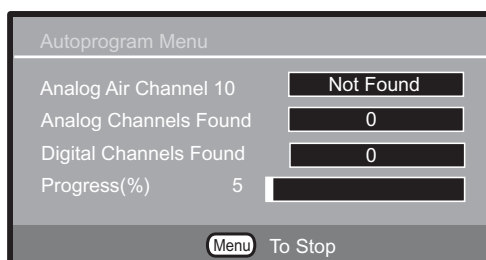 Autoprogram Menu
Analog Air Channel 10 Not Found
Analog Channels Found 0
Digital Channels Found 0
Progress(%) 5
Menu To Stop